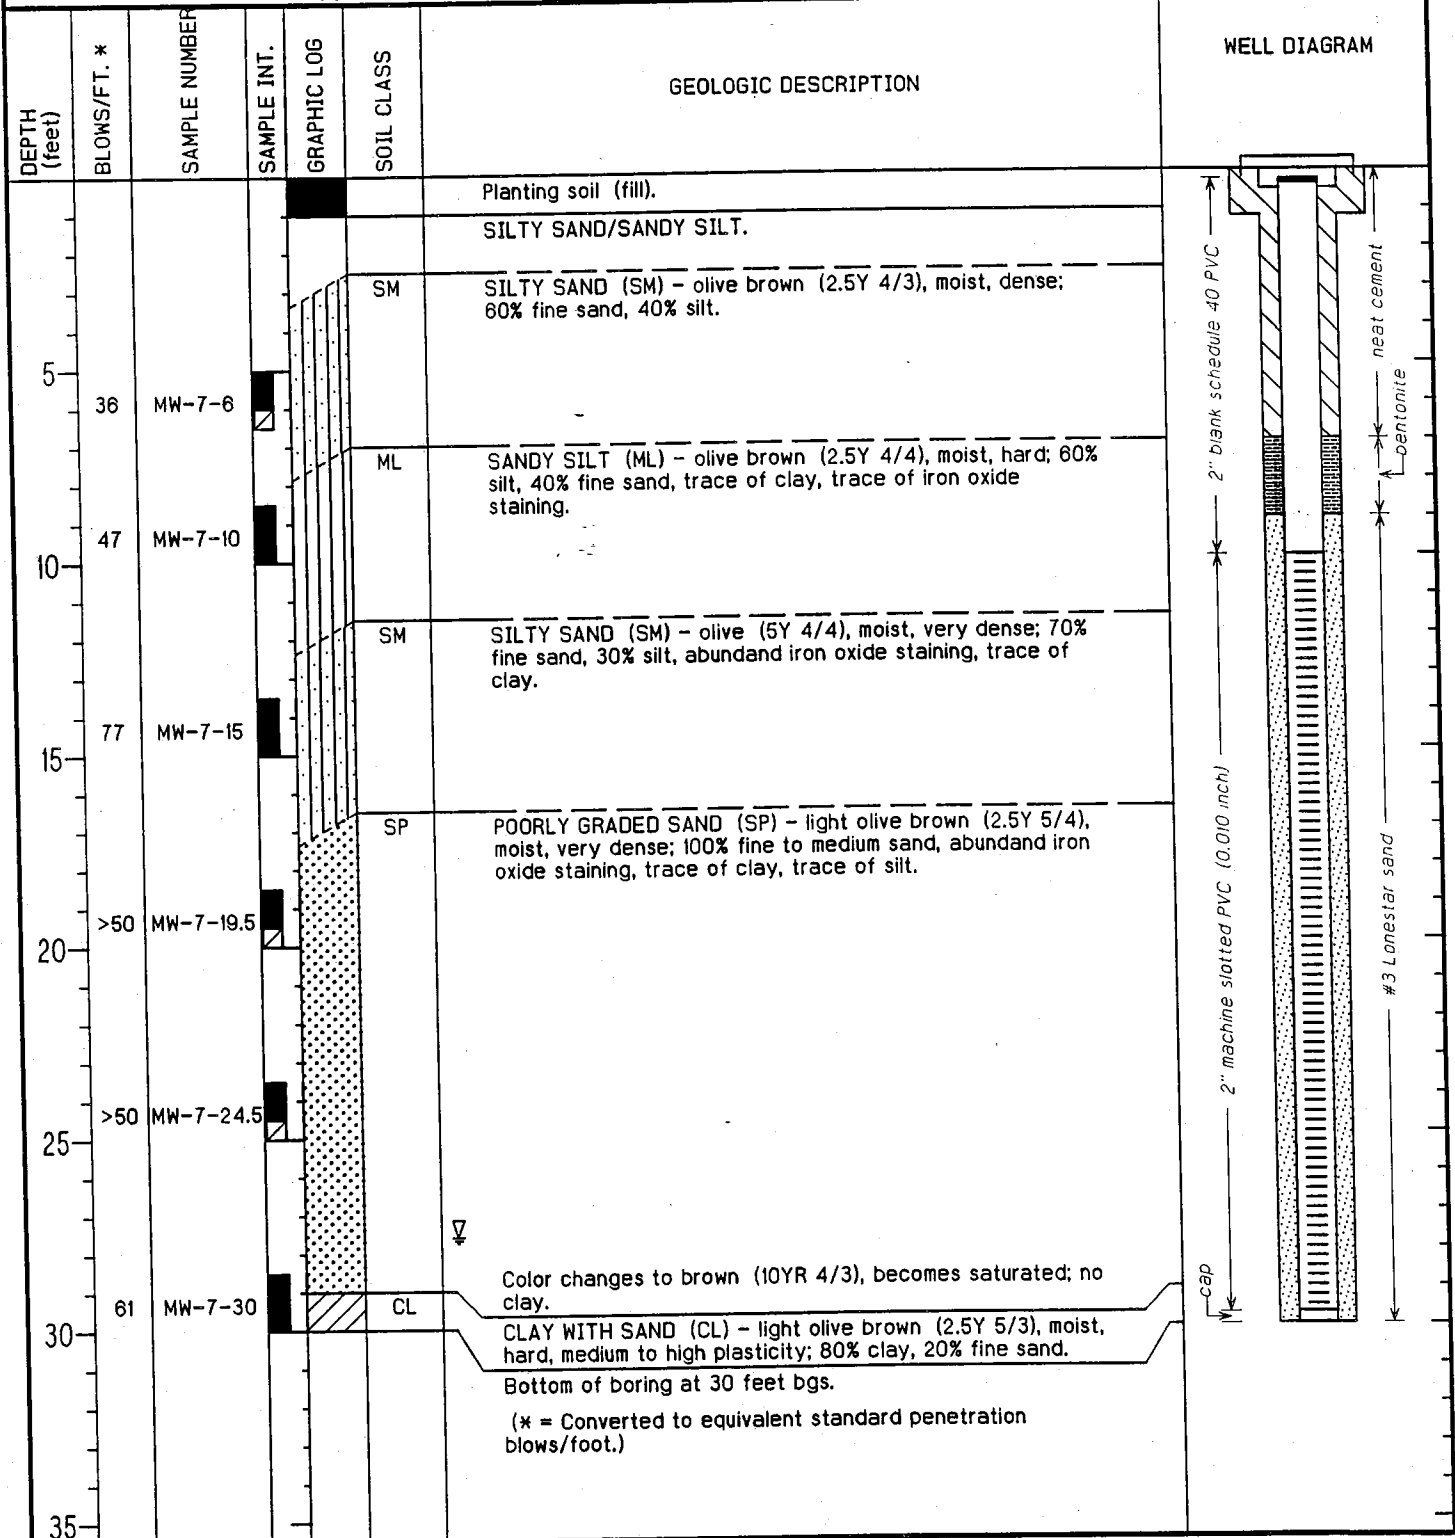 DEPTH
(feet)
BLOWS/FT. *
SAMPLE NUMBER
SAMPLE INT.
GRAPHIC LOG
SOIL CLASS
GEOLOGIC DESCRIPTION
WELL DIAGRAM
Planting soil (fill).
SILTY SAND/SANDY SILT.
SM
SILTY SAND (SM) – olive brown (2.5Y 4/3), moist, dense;
60% fine sand, 40% silt.
5
36
MW-7-6
ML
SANDY SILT (ML) – olive brown (2.5Y 4/4), moist, hard; 60%
silt, 40% fine sand, trace of clay, trace of iron oxide
staining.
47
MW-7-10
10
SM
SILTY SAND (SM) – olive (5Y 4/4), moist, very dense; 70%
fine sand, 30% silt, abundand iron oxide staining, trace of
clay.
77
MW-7-15
15
SP
POORLY GRADED SAND (SP) – light olive brown (2.5Y 5/4),
moist, very dense; 100% fine to medium sand, abundand iron
oxide staining, trace of clay, trace of silt.
>50
MW-7-19.5
20
>50
MW-7-24.5
25
Color changes to brown (10YR 4/3), becomes saturated; no
clay.
61
MW-7-30
CL
30
CLAY WITH SAND (CL) – light olive brown (2.5Y 5/3), moist,
hard, medium to high plasticity; 80% clay, 20% fine sand.
Bottom of boring at 30 feet bgs.
(* = Converted to equivalent standard penetration
blows/foot.)
35
2" blank schedule 40 PVC
neat cement
bentonite
2" machine slotted PVC (0.010 inch)
#3 Lonestar sand
cap